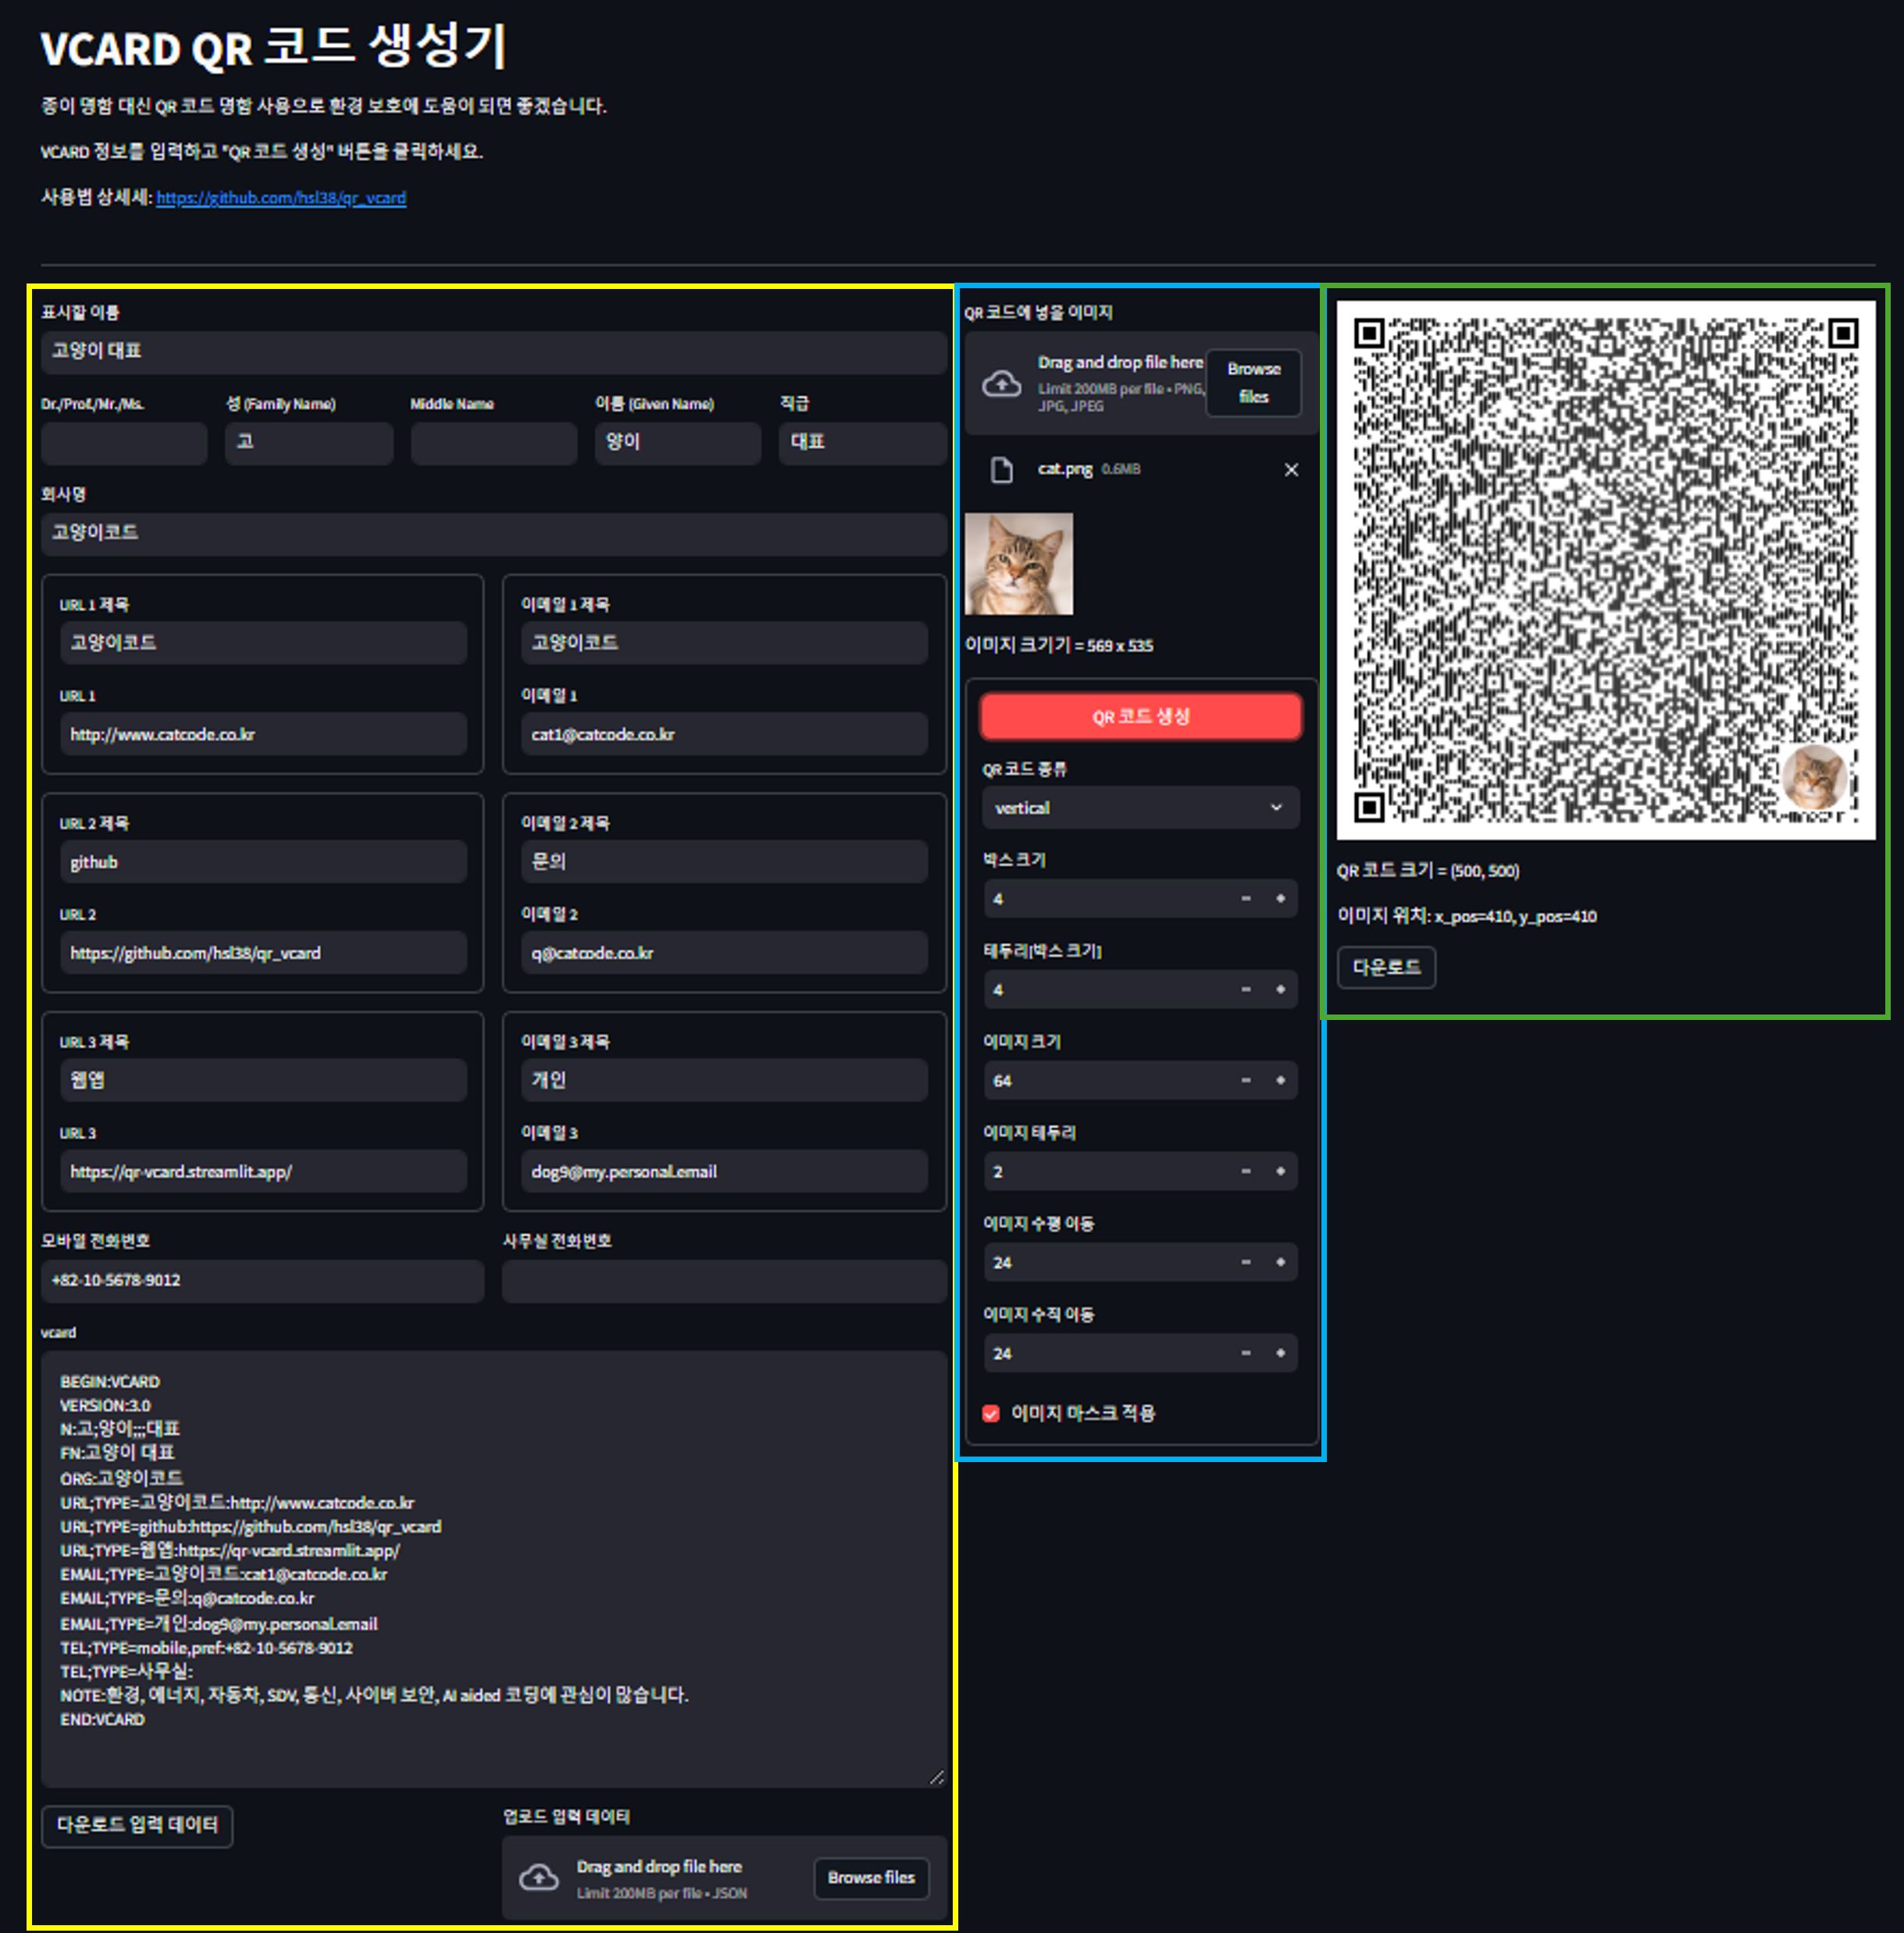 VCARD QR 코드 생성기
종이 명함 대신 QR 코드 명함 사용으로 환경 보호에 도움이 되면 좋겠습니다.
VCARD 정보를 입력하고 "QR 코드 생성" 버튼을 클릭하세요.
사용법 상세세: https://github.com/hsl38/qr_vcard
표시할 이름
고양이 대표
Dr./Prof./Mr./Ms.
성 (Family Name)
Middle Name
이름 (Given Name)
직급
고
양이
대표
회사명
고양이코드
URL 1 제목
고양이코드
URL 1
http://www.catcode.co.kr
이메일 1 제목
고양이코드
이메일 1
cat1@catcode.co.kr
URL 2 제목
github
URL 2
https://github.com/hsl38/qr_vcard
이메일 2 제목
문의
이메일 2
q@catcode.co.kr
URL 3 제목
웹앱
URL 3
https://qr-vcard.streamlit.app/
이메일 3 제목
개인
이메일 3
dog9@my.personal.email
모바일 전화번호
+82-10-5678-9012
사무실 전화번호
vcard
BEGIN:VCARD
VERSION:3.0
N:고;양이;;;대표
FN:고양이 대표
ORG:고양이코드
URL;TYPE=고양이코드:http://www.catcode.co.kr
URL;TYPE=github:https://github.com/hsl38/qr_vcard
URL;TYPE=웹앱:https://qr-vcard.streamlit.app/
EMAIL;TYPE=고양이코드:cat1@catcode.co.kr
EMAIL;TYPE=문의:q@catcode.co.kr
EMAIL;TYPE=개인:dog9@my.personal.email
TEL;TYPE=mobile,pref:+82-10-5678-9012
TEL;TYPE=사무실:
NOTE:환경, 에너지, 자동차, SDV, 통신, 사이버 보안, AI aided 코딩에 관심이 많습니다.
END:VCARD
다운로드 입력 데이터
업로드 입력 데이터
Drag and drop file here
Limit 200MB per file • JSON
Browse files
QR 코드에 넣을 이미지
Drag and drop file here
Limit 200MB per file • PNG,
JPG, JPEG
Browse
files
cat.png 0.6MB
이미지 크기기 = 569 x 535
QR 코드 생성
QR 코드 종류
vertical
박스 크기
4
테두리[박스 크기]
4
이미지 크기
64
이미지 테두리
2
이미지 수평 이동
24
이미지 수직 이동
24
이미지 마스크 적용
QR 코드 크기 = (500, 500)
이미지 위치: x_pos=410, y_pos=410
다운로드